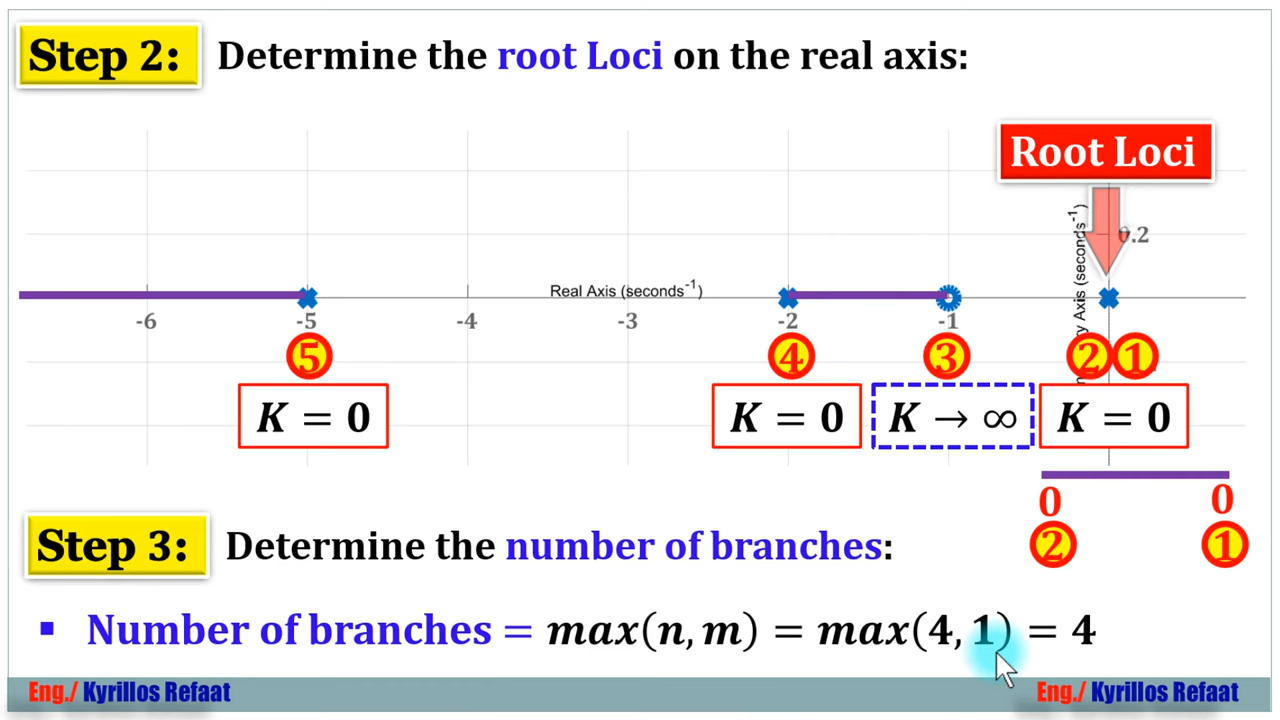 Step 2: Determine the root Loci on the real axis:
Root Loci
0.2
Real Axis (seconds⁻¹)
-6 -5 -4 -3 -2 -1
⑤ ④ ③ ② ①
K = 0 K = 0 K → ∞ K = 0
0 0
② ①
Step 3: Determine the number of branches:
▪ Number of branches = max(n, m) = max(4, 1) = 4
Eng./ Kyrillos Refaat Eng./ Kyrillos Refaat